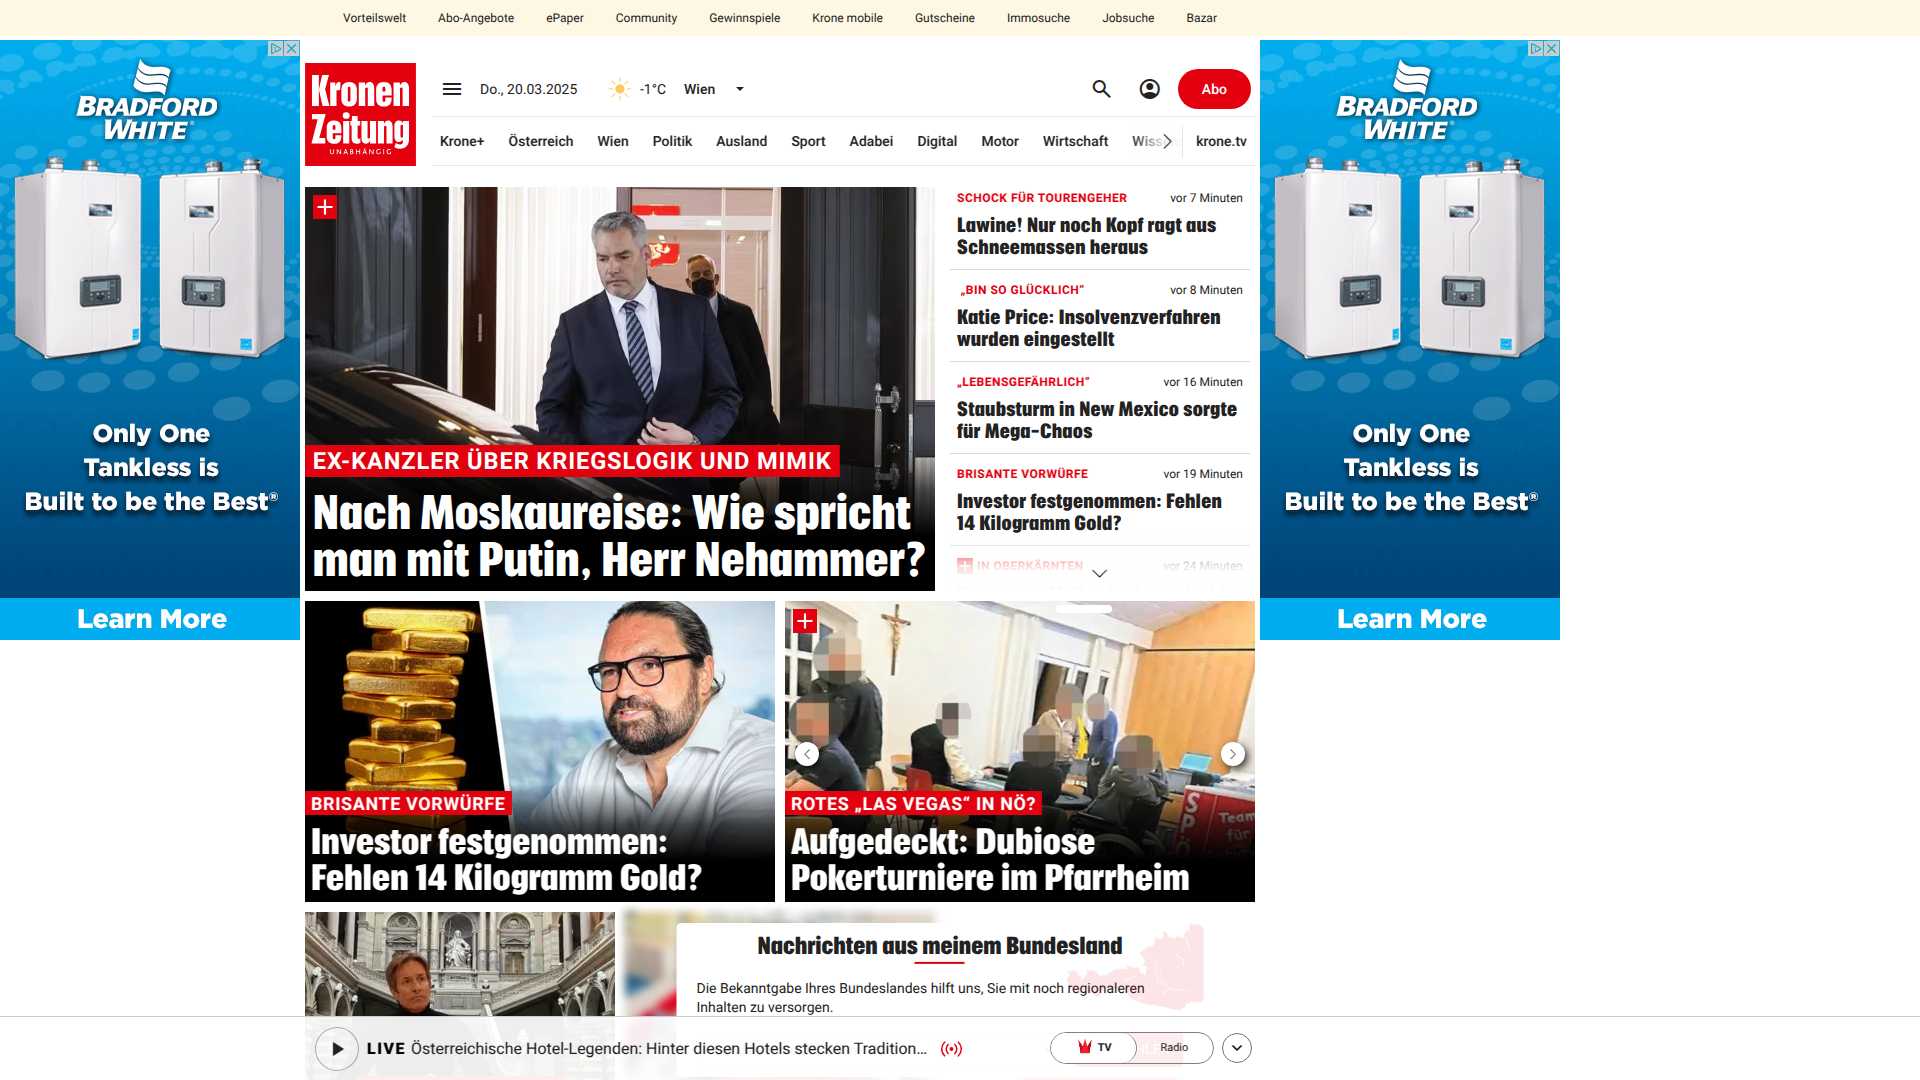 Vorteilswelt Abo-Angebote ePaper Community Gewinnspiele Krone mobile Gutscheine Immosuche Jobsuche Bazar
BRADFORD
WHITE
Only One
Tankless is
Built to be the Best®
Learn More
Kronen
Zeitung
UNABHÄNGIG
Do., 20.03.2025 -1°C Wien
Abo
Krone+ Österreich Wien Politik Ausland Sport Adabei Digital Motor Wirtschaft Wiss krone.tv
EX-KANZLER ÜBER KRIEGSLOGIK UND MIMIK
Nach Moskaureise: Wie spricht
man mit Putin, Herr Nehammer?
SCHOCK FÜR TOURENGEHER vor 7 Minuten
Lawine! Nur noch Kopf ragt aus
Schneemassen heraus
„BIN SO GLÜCKLICH“ vor 8 Minuten
Katie Price: Insolvenzverfahren
wurden eingestellt
„LEBENSGEFÄHRLICH“ vor 16 Minuten
Staubsturm in New Mexico sorgte
für Mega-Chaos
BRISANTE VORWÜRFE vor 19 Minuten
Investor festgenommen: Fehlen
14 Kilogramm Gold?
IN OBERKÄRNTEN vor 24 Minuten
BRADFORD
WHITE
Only One
Tankless is
Built to be the Best®
Learn More
BRISANTE VORWÜRFE
Investor festgenommen:
Fehlen 14 Kilogramm Gold?
SPÖ
Team
für
ROTES „LAS VEGAS“ IN NÖ?
Aufgedeckt: Dubiose
Pokerturniere im Pfarrheim
Nachrichten aus meinem Bundesland
Die Bekanntgabe Ihres Bundeslandes hilft uns, Sie mit noch regionaleren
Inhalten zu versorgen.
LIVE Österreichische Hotel-Legenden: Hinter diesen Hotels stecken Tradition...
TV Radio